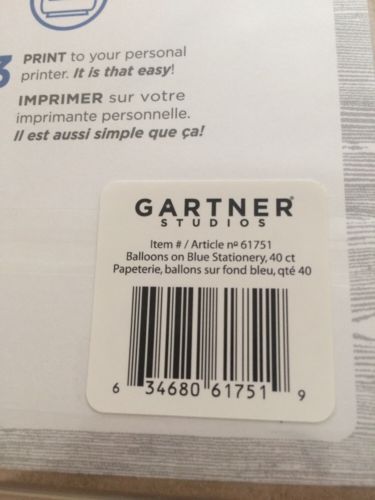 3 PRINT to your personal
printer. It is that easy!
IMPRIMER sur votre
imprimante personnelle.
Il est aussi simple que ça!
GARTNER®
STUDIOS
Item # / Article nº 61751
Balloons on Blue Stationery, 40 ct
Papeterie, ballons sur fond bleu, qté 40
6 34680 61751 9